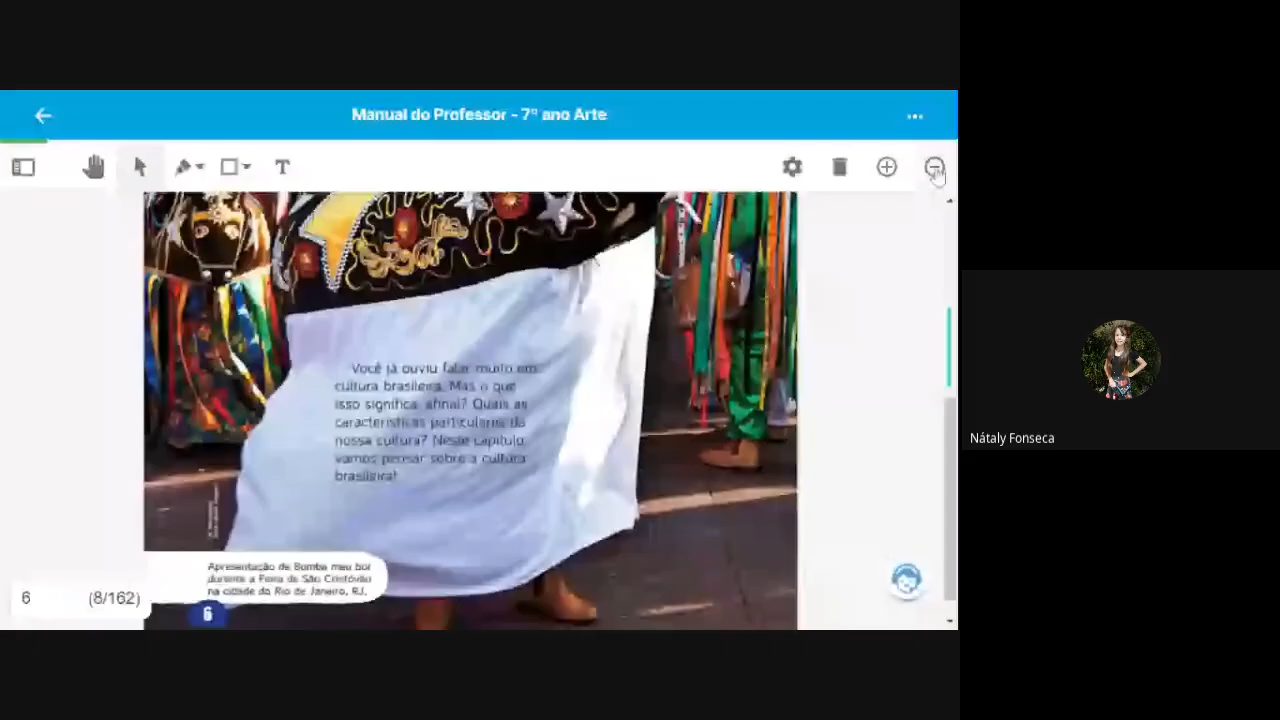 Manual do Professor - 7º ano Arte
T
Você já ouviu falar muito em
cultura brasileira. Mas o que
isso significa, afinal? Quais as
características particulares da
nossa cultura? Neste capítulo,
vamos pensar sobre a cultura
brasileira!
Apresentação de Bumba meu boi
durante a Feira de São Cristóvão
na cidade do Rio de Janeiro, RJ.
6
6 (8/162)
Nátaly Fonseca